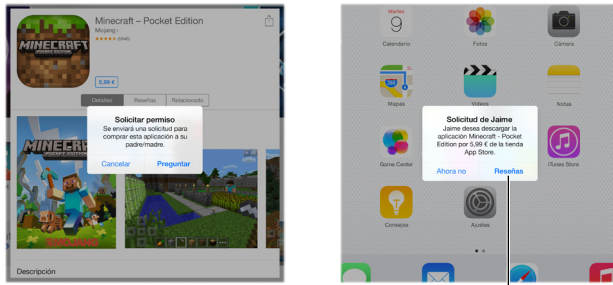 Minecraft – Pocket Edition
Mojang ›
5,99 €
Detalles Reseñas Relacionado
MINECRAFT
POCKET EDITION
Solicitar permiso
Se enviará una solicitud para
comprar esta aplicación a su
padre/madre.
Cancelar Preguntar
Descripción
Martes
9
Calendario Fotos Cámara
Mapas Vídeos Notas
Solicitud de Jaime
Jaime desea descargar la
aplicación Minecraft - Pocket
Edition por 5,99 € de la tienda
App Store.
Ahora no Reseñas
Game Center iTunes Store
Consejos Ajustes